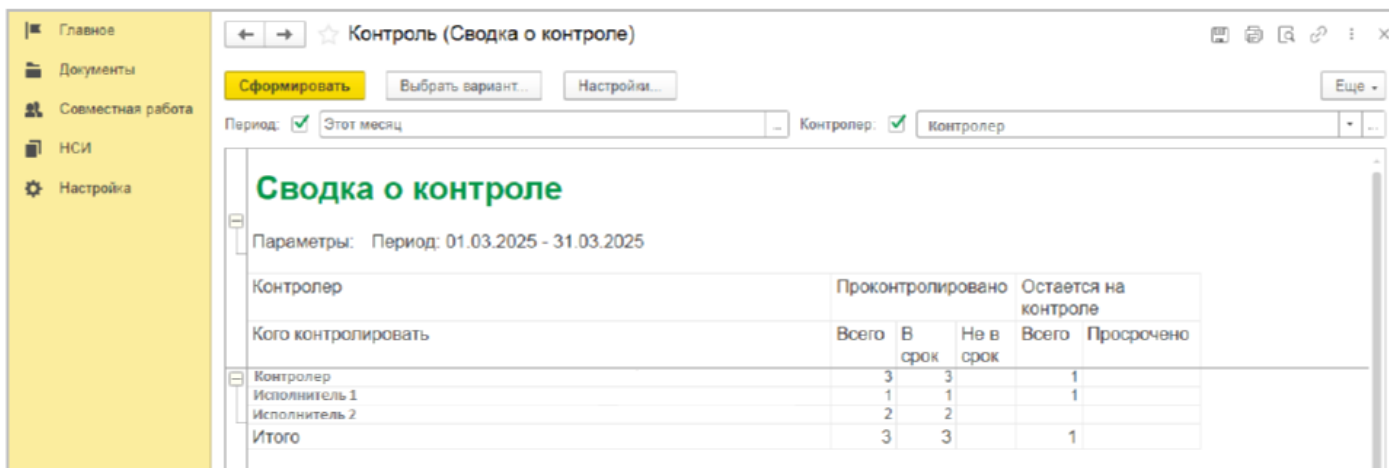 Главное
Документы
Совместная работа
НСИ
Настройка
Контроль (Сводка о контроле)
Сформировать Выбрать вариант... Настройки... Еще
Период: Этот месяц ... Контролер: Контролер ...
Сводка о контроле
Параметры: Период: 01.03.2025 - 31.03.2025
Контролер Проконтролировано Остается на
контроле
Кого контролировать Всего В Не в Всего Просрочено
срок срок
Контролер 3 3 1
Исполнитель 1 1 1 1
Исполнитель 2 2 2
Итого 3 3 1